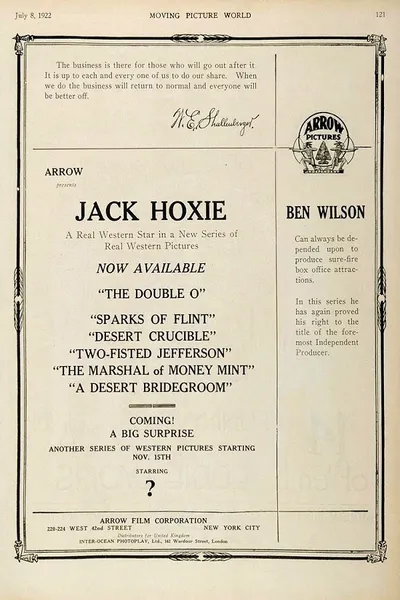 July 8, 1922 MOVING PICTURE WORLD 121
The business is there for those who will go out after it
It is up to each and every one of us to do our share. When
we do the business will return to normal and everyone will
be better off.
W. E. Shallenberger.
ARROW
PICTURES
ARROW
presents
JACK HOXIE
A Real Western Star in a New Series of
Real Western Pictures
NOW AVAILABLE
"THE DOUBLE O"
"SPARKS OF FLINT"
"DESERT CRUCIBLE"
"TWO-FISTED JEFFERSON"
"THE MARSHAL of MONEY MINT"
"A DESERT BRIDEGROOM"
COMING!
A BIG SURPRISE
ANOTHER SERIES OF WESTERN PICTURES STARTING
NOV. 15TH
STARRING
?
BEN WILSON
Can always be de-
pended upon to
produce sure-fire
box office attrac-
tions.
In this series he
has again proved
his right to the
title of the fore-
most Independent
Producer.
ARROW FILM CORPORATION
220-224 WEST 42nd STREET NEW YORK CITY
Distributors for United Kingdom
INTER-OCEAN PHOTOPLAY, Ltd., 162 Wardour Street, London